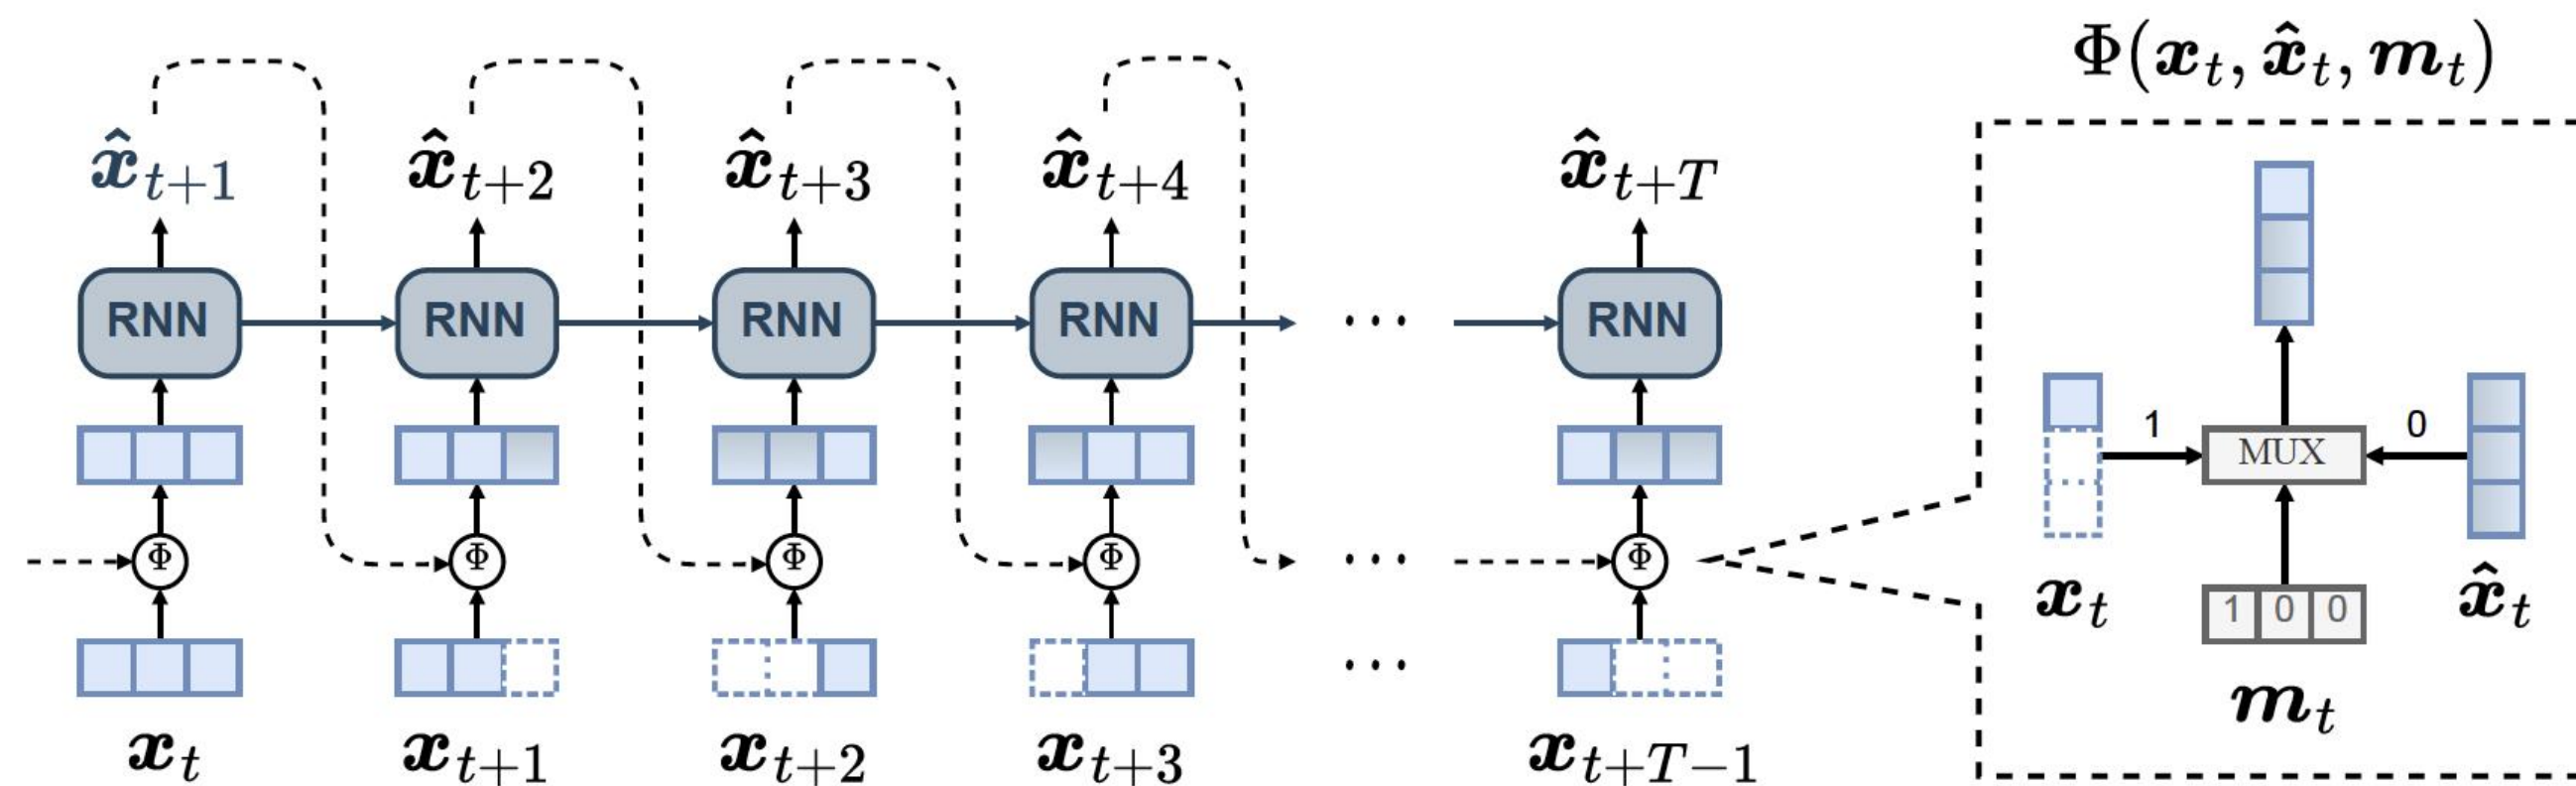 Φ(x_t, x̂_t, m_t)
x̂_{t+1} x̂_{t+2} x̂_{t+3} x̂_{t+4} x̂_{t+T}
RNN RNN RNN RNN ... RNN
1 MUX 0
Φ Φ Φ Φ ... Φ
x_t 1 0 0 x̂_t
...
m_t
x_t x_{t+1} x_{t+2} x_{t+3} x_{t+T−1}